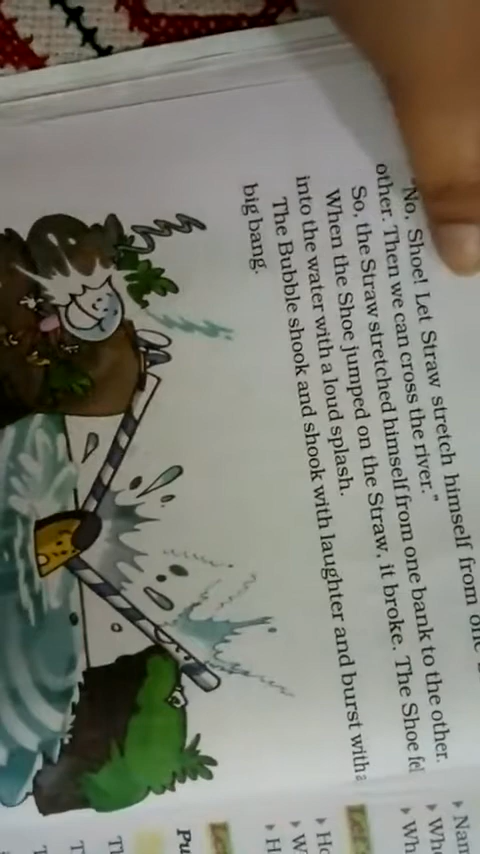 "No, Shoe! Let Straw stretch himself from one
other. Then we can cross the river."
So, the Straw stretched himself from one bank to the other.
When the Shoe jumped on the Straw, it broke. The Shoe fel
into the water with a loud splash.
The Bubble shook and shook with laughter and burst with a
big bang.